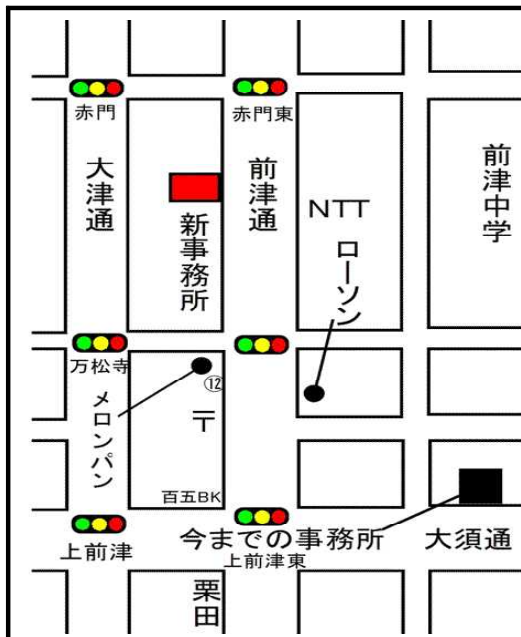 赤門
赤門東
大津通
前津通
前津中学
新事務所
NTT
ローソン
万松寺
⑫
メロンパン
〒
百五BK
上前津
今までの事務所
大須通
上前津東
栗田